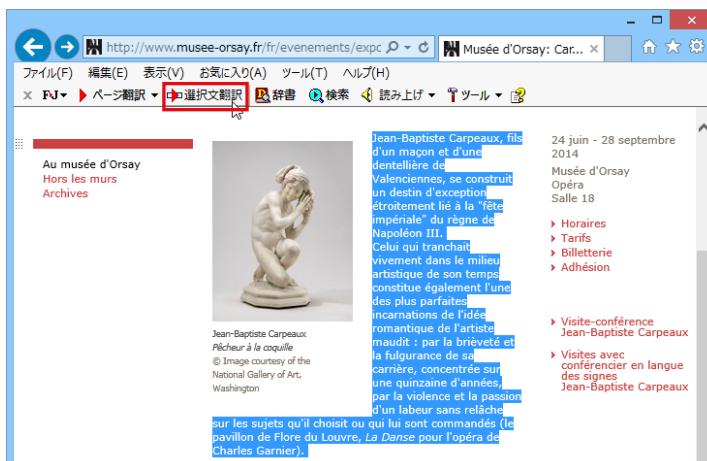 http://www.musee-orsay.fr/fr/evenements/expc
Musée d'Orsay: Car...
ファイル(F) 編集(E) 表示(V) お気に入り(A) ツール(T) ヘルプ(H)
× F›J ページ翻訳 選択文翻訳 辞書 検索 読み上げ ツール
Au musée d'Orsay
Hors les murs
Archives
Jean-Baptiste Carpeaux
Pêcheur à la coquille
© Image courtesy of the
National Gallery of Art,
Washington
Jean-Baptiste Carpeaux, fils
d'un maçon et d'une
dentellière de
Valenciennes, se construit
un destin d'exception
étroitement lié à la "fête
impériale" du règne de
Napoléon III.
Celui qui tranchait
vivement dans le milieu
artistique de son temps
constitue également l'une
des plus parfaites
incarnations de l'idée
romantique de l'artiste
maudit : par la brièveté et
la fulgurance de sa
carrière, concentrée sur
une quinzaine d'années,
par la violence et la passion
d'un labeur sans relâche
sur les sujets qu'il choisit ou qui lui sont commandés (le
pavillon de Flore du Louvre, La Danse pour l'opéra de
Charles Garnier).
24 juin - 28 septembre
2014
Musée d'Orsay
Opéra
Salle 18
Horaires
Tarifs
Billetterie
Adhésion
Visite-conférence
Jean-Baptiste Carpeaux
Visites avec
conférencier en langue
des signes
Jean-Baptiste Carpeaux